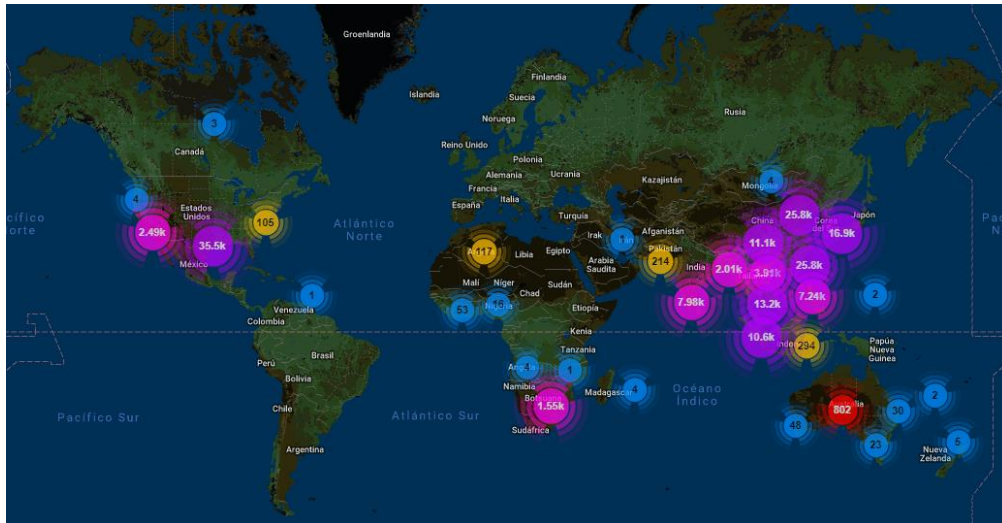 Groenlandia
Islandia
Finlandia
Suecia
Noruega
Rusia
3
Canadá
Reino Unido
Polonia
Alemania
Ucrania
Francia
Kazajistán
4
Mongolia
4
Estados
Unidos
España
Italia
Turquía
105
Atlántico
Norte
2.49k
35.5k
México
117
Libia
Egipto
Irak
Irán
Arabia
Saudita
Afganistán
Pakistán
214
India
China
25.8k
Corea
Japón
16.9k
11.1k
2.01k
3.91k
25.8k
7.98k
13.2k
7.24k
2
10.6k
294
1
Venezuela
Colombia
Malí
Níger
Chad
Sudán
53
16
Nigeria
Etiopía
Kenia
Tanzania
Brasil
Perú
Bolivia
Chile
Argentina
4
Angola
1
Namibia
Botsuana
1.55k
Madagascar
4
Sudáfrica
Pacífico Sur
Atlántico Sur
Océano
Índico
Papúa
Nueva
Guinea
802
48
30
2
23
5
Nueva
Zelanda